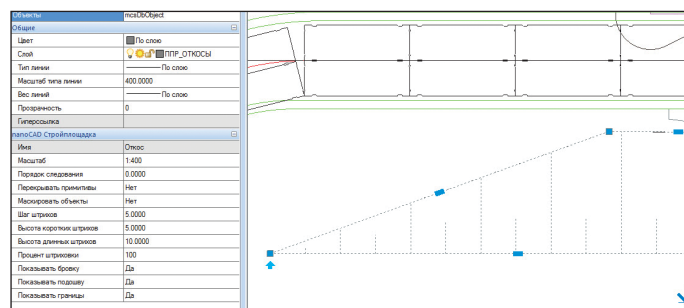 Объекты mcsDbObject
Общие
Цвет По слою
Слой ППР_ОТКОСЫ
Тип линии По слою
Масштаб типа линии 400.0000
Вес линий По слою
Прозрачность 0
Гиперссылка
nanoCAD Стройплощадка
Имя Откос
Масштаб 1:400
Порядок следования 0.0000
Перекрывать примитивы Нет
Маскировать объекты Нет
Шаг штрихов 5.0000
Высота коротких штрихов 5.0000
Высота длинных штрихов 10.0000
Процент штриховки 100
Показывать бровку Да
Показывать подошву Да
Показывать границы Да